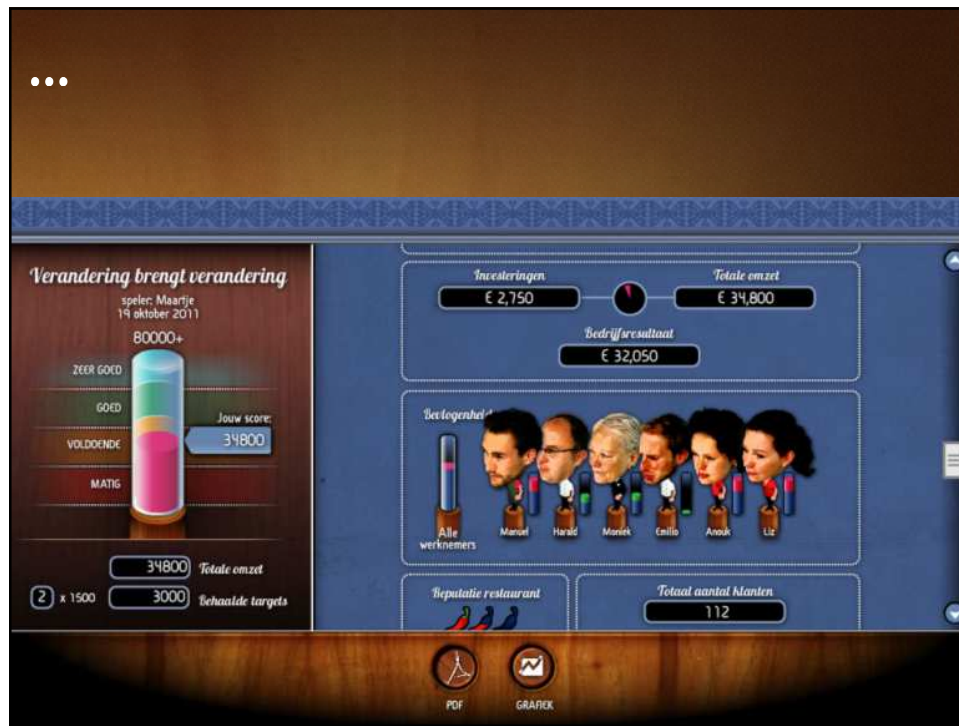 ...
Verandering brengt verandering
speler: Maartje
19 oktober 2011
80000+
ZEER GOED
GOED
VOLDOENDE
MATIG
Jouw score:
34800
34800 Totale omzet
2 x 1500 3000 Behaalde targets
Investeringen
€ 2,750
Totale omzet
€ 34,800
Bedrijfsresultaat
€ 32,050
Bevlogenheid
Alle
werknemers
Manuel Harald Moniek Emilio Anouk Liz
Reputatie restaurant
Totaal aantal klanten
112
PDF GRAFIEK